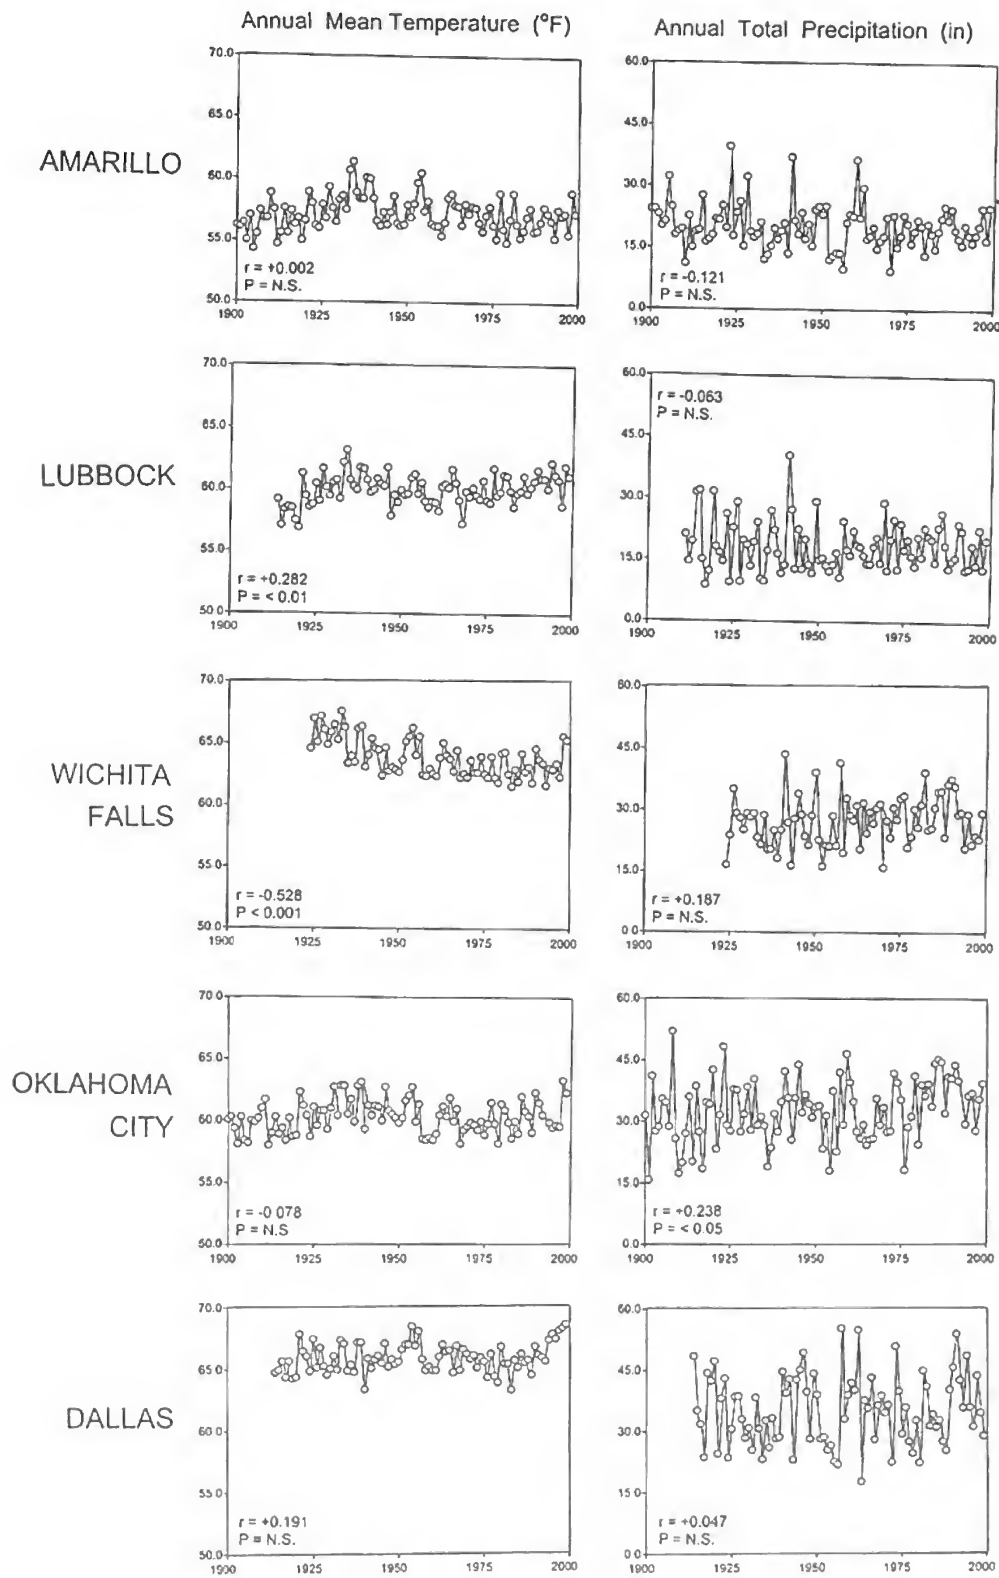 Annual Mean Temperature (°F)
Annual Total Precipitation (in)
AMARILLO
70.0
65.0
60.0
55.0
50.0
r = +0.002
P = N.S.
1900 1925 1950 1975 2000
60.0
45.0
30.0
15.0
0.0
r = -0.121
P = N.S.
1900 1925 1950 1975 2000
LUBBOCK
70.0
65.0
60.0
55.0
50.0
r = +0.282
P = < 0.01
1900 1925 1950 1975 2000
60.0
45.0
30.0
15.0
0.0
r = -0.063
P = N.S.
1900 1925 1950 1975 2000
WICHITA
FALLS
70.0
65.0
60.0
55.0
50.0
r = -0.528
P < 0.001
1900 1925 1950 1975 2000
60.0
45.0
30.0
15.0
0.0
r = +0.187
P = N.S.
1900 1925 1950 1975 2000
OKLAHOMA
CITY
70.0
65.0
60.0
55.0
50.0
r = -0 078
P = N.S
1900 1925 1950 1975 2000
60.0
45.0
30.0
15.0
0.0
r = +0.238
P = < 0.05
1900 1925 1950 1975 2000
DALLAS
70.0
65.0
60.0
55.0
50.0
r = +0.191
P = N.S.
1900 1925 1950 1975 2000
60.0
45.0
30.0
15 0
0.0
r = +0.047
P = N.S.
1900 1925 1950 1975 2000